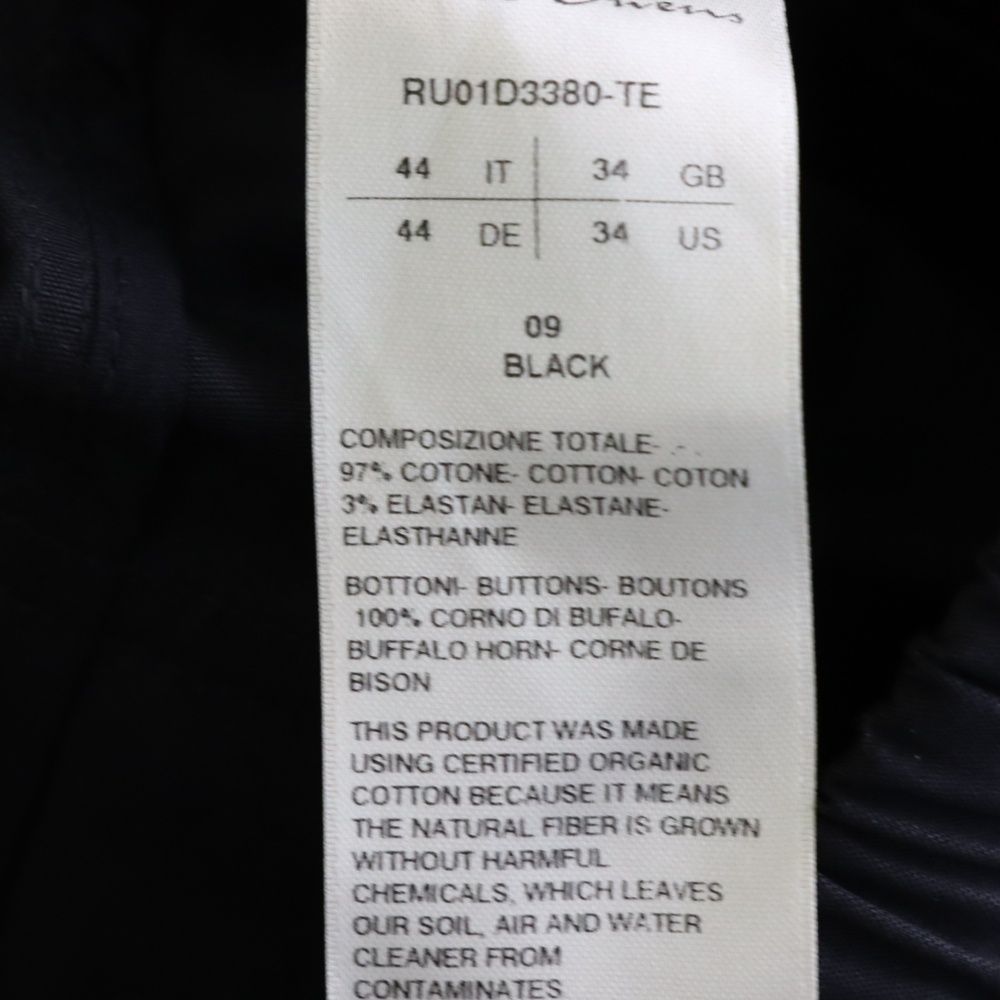 Owens
RU01D3380-TE
44 IT 34 GB
44 DE 34 US
09
BLACK
COMPOSIZIONE TOTALE- .- .
97% COTONE- COTTON- COTON
3% ELASTAN- ELASTANE-
ELASTHANNE
BOTTONI- BUTTONS- BOUTONS
100% CORNO DI BUFALO-
BUFFALO HORN- CORNE DE
BISON
THIS PRODUCT WAS MADE
USING CERTIFIED ORGANIC
COTTON BECAUSE IT MEANS
THE NATURAL FIBER IS GROWN
WITHOUT HARMFUL
CHEMICALS, WHICH LEAVES
OUR SOIL, AIR AND WATER
CLEANER FROM
CONTAMINATES